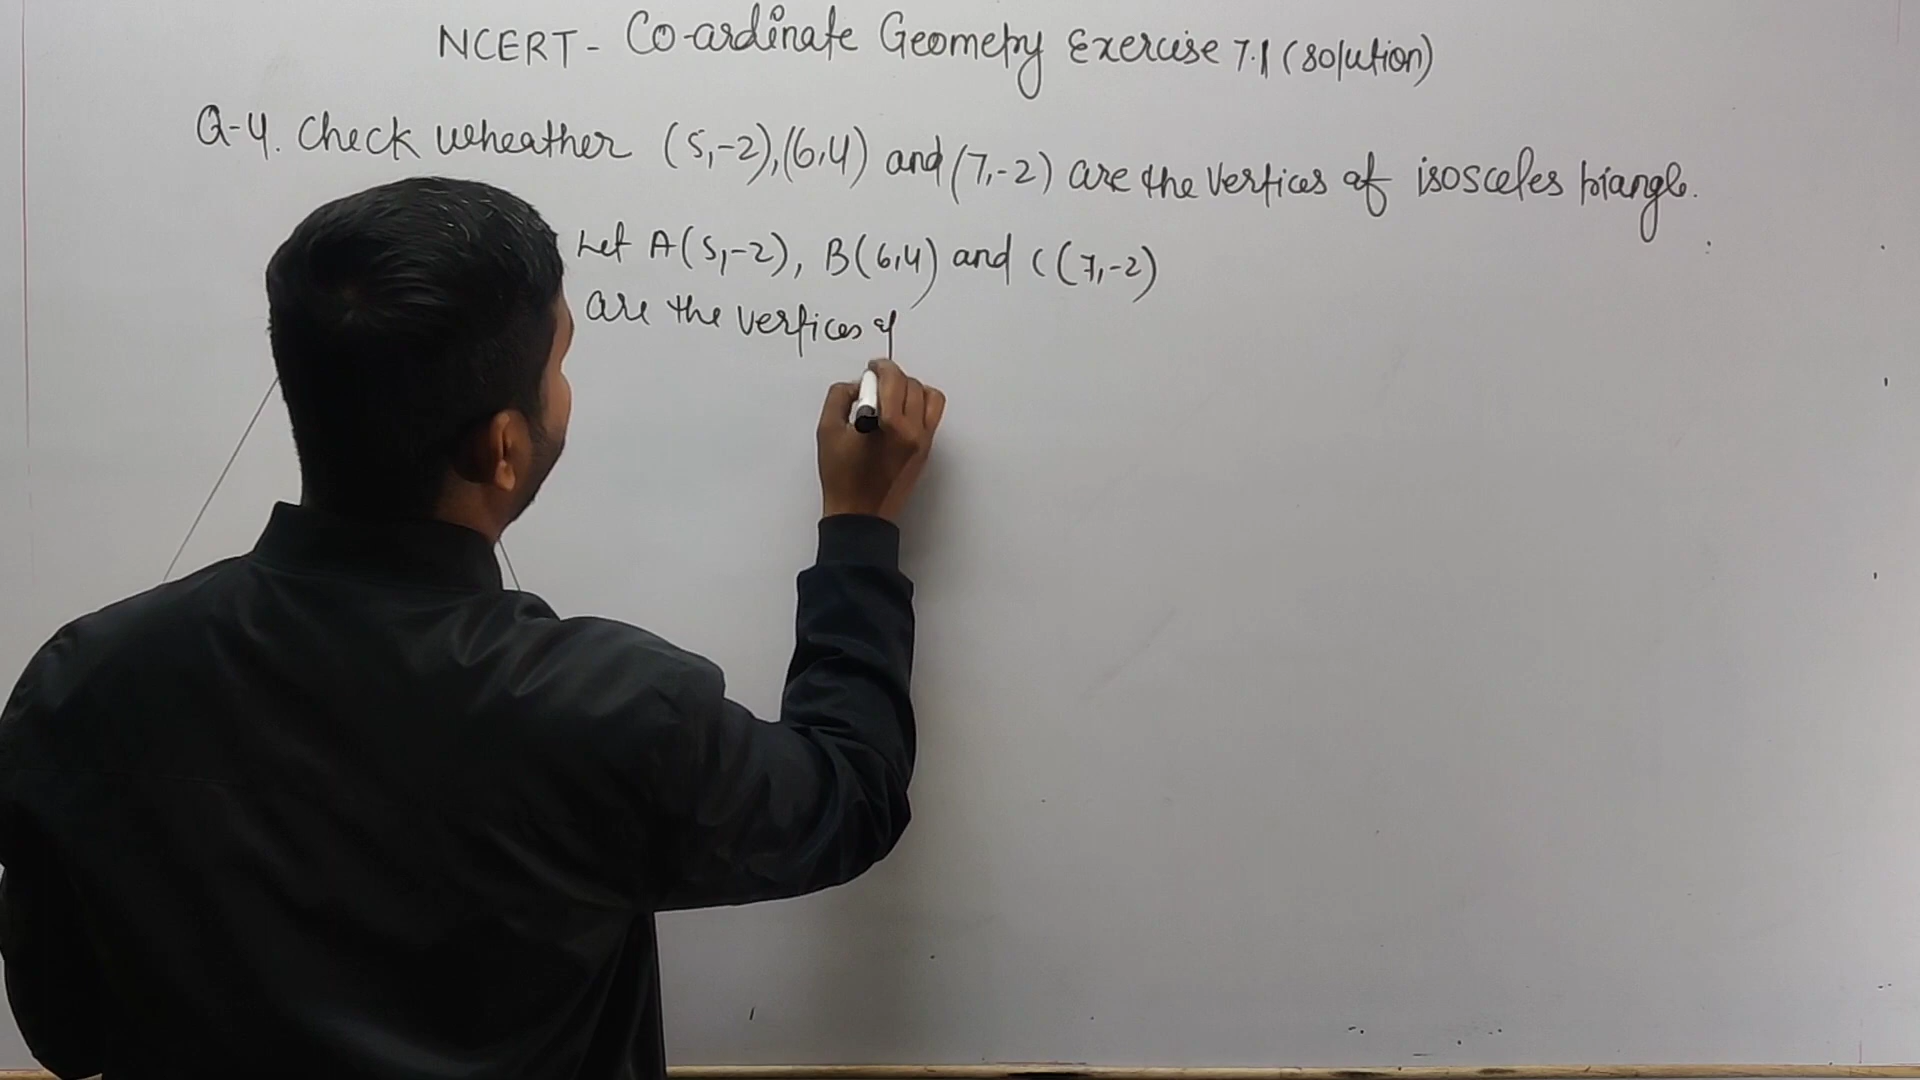 NCERT - Co-ardinate Geometry Exercise 7.1 (solution)
Q-4. Check wheather (5,-2),(6,4) and (7,-2) are the vertices of isosceles triangle.
Let A(5,-2), B(6,4) and C(7,-2)
are the vertices of